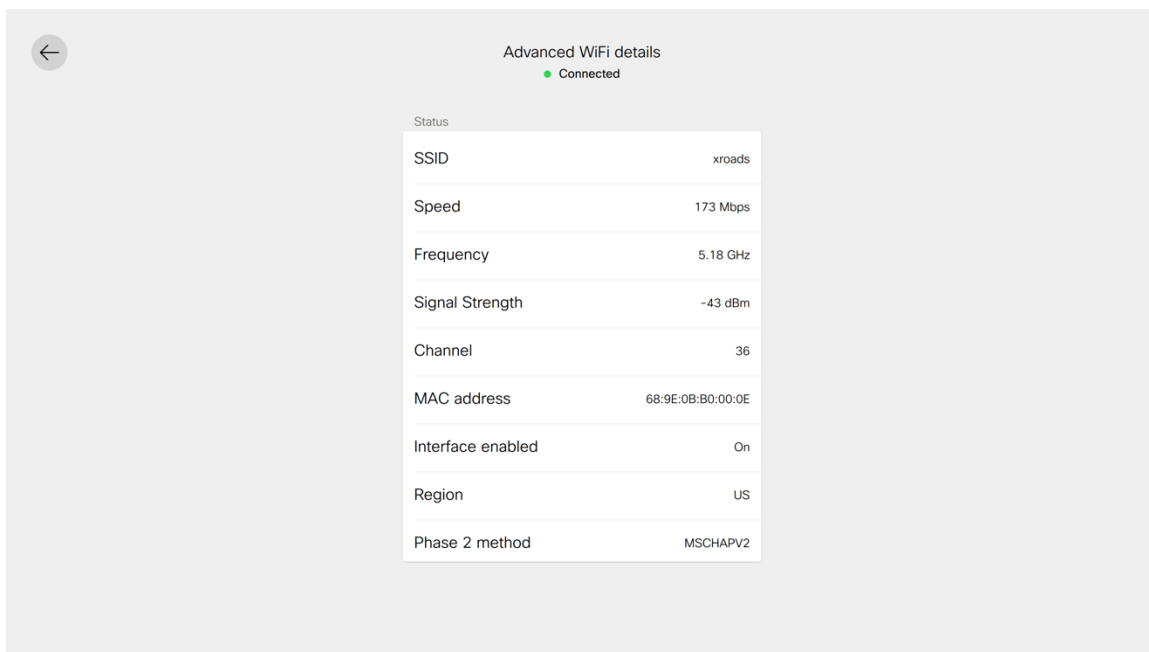 Advanced WiFi details
Connected
Status
SSID xroads
Speed 173 Mbps
Frequency 5.18 GHz
Signal Strength -43 dBm
Channel 36
MAC address 68:9E:0B:B0:00:0E
Interface enabled On
Region US
Phase 2 method MSCHAPV2